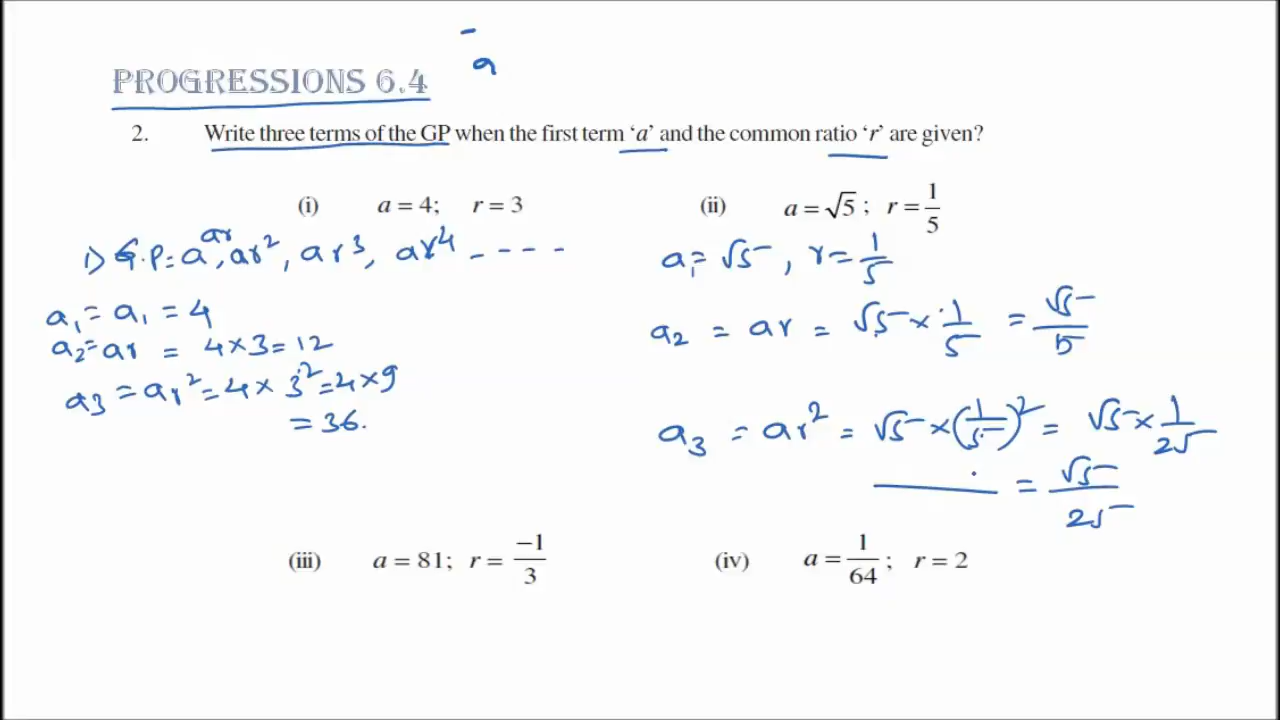 a
PROGRESSIONS 6.4
2. Write three terms of the GP when the first term ‘a’ and the common ratio ‘r’ are given?
(i) a = 4; r = 3
(ii) a = √5 ; r = 1/5
1) G.P = a, ar, ar², ar³, ar⁴ - - - -
a₁ = a₁ = 4
a₂ = ar = 4 × 3 = 12
a₃ = ar² = 4 × 3² = 4 × 9
= 36.
a₁ = √5 , r = 1/5
a₂ = ar = √5 × 1/5 = √5/5
a₃ = ar² = √5 × (1/5)² = √5 × 1/25
= √5/25
(iii) a = 81; r = −1/3
(iv) a = 1/64 ; r = 2